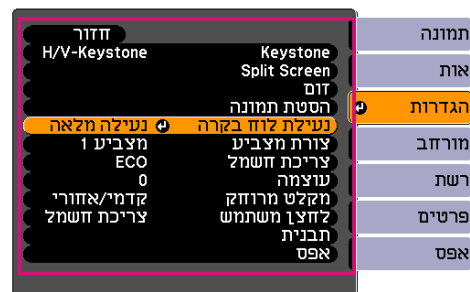 חזור
Keystone H/V-Keystone
Split Screen
זום
הסטת תמונה
נעילת לוח בקרה נעילה מלאה
צורת מצביע מצביע 1
צריכת חשמל ECO
עוצמה 0
מקלט מרוחק קדמי/אחורי
לחצן משתמש צריכת חשמל
תבנית
אפס
תמונה
אות
הגדרות
מורחב
רשת
פרטים
אפס